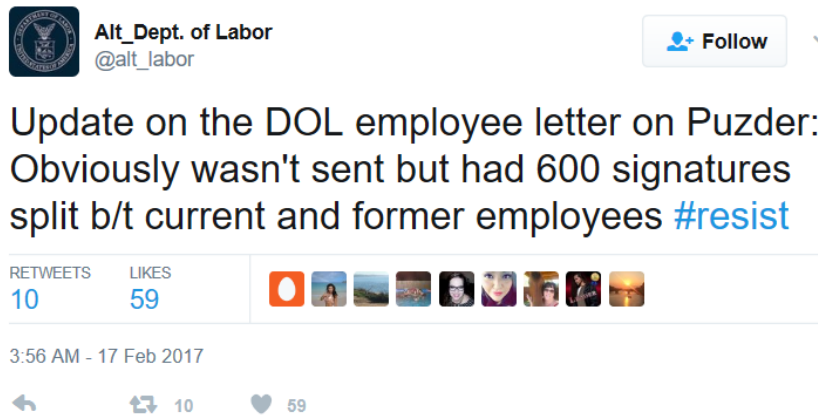 Alt_Dept. of Labor
@alt_labor
Follow
Update on the DOL employee letter on Puzder:
Obviously wasn't sent but had 600 signatures
split b/t current and former employees #resist
RETWEETS LIKES
10 59
3:56 AM - 17 Feb 2017
10 59